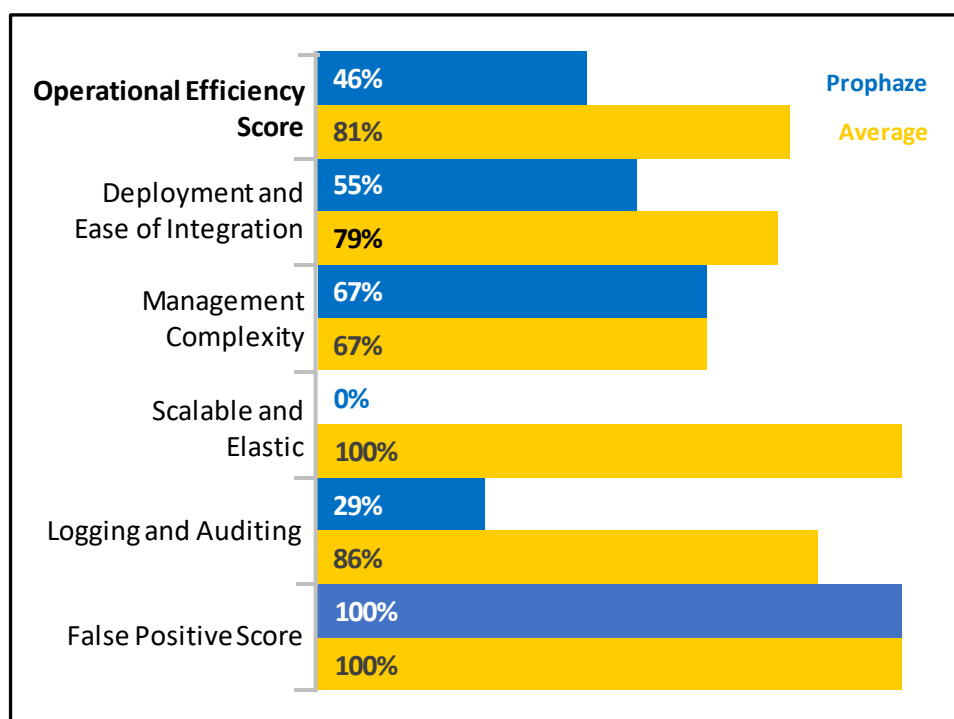 Operational Efficiency
Score
46%
81%
Prophaze
Average
Deployment and
Ease of Integration
55%
79%
Management
Complexity
67%
67%
Scalable and
Elastic
0%
100%
Logging and Auditing
29%
86%
False Positive Score
100%
100%